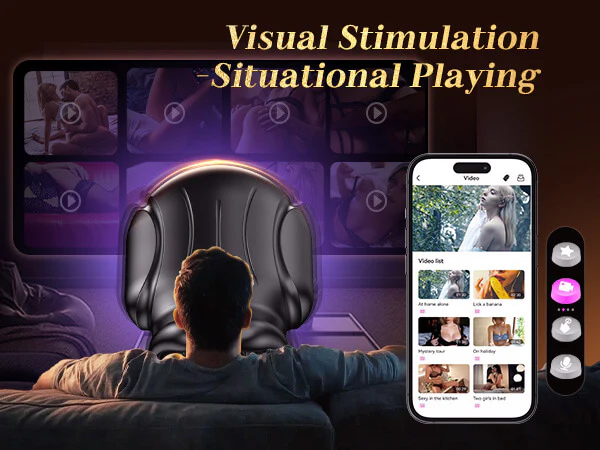 Visual Stimulation
-Situational Playing
Video
Video list
At home alone
Lick a banana
Mystery tour
On holiday
Sexy in the kitchen
Two girls in bed